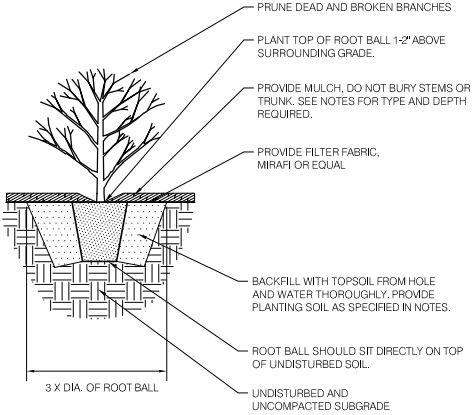 PRUNE DEAD AND BROKEN BRANCHES
PLANT TOP OF ROOT BALL 1-2" ABOVE
SURROUNDING GRADE.
PROVIDE MULCH, DO NOT BURY STEMS OR
TRUNK. SEE NOTES FOR TYPE AND DEPTH
REQUIRED.
PROVIDE FILTER FABRIC,
MIRAFI OR EQUAL
BACKFILL WITH TOPSOIL FROM HOLE
AND WATER THOROUGHLY. PROVIDE
PLANTING SOIL AS SPECIFIED IN NOTES.
ROOT BALL SHOULD SIT DIRECTLY ON TOP
OF UNDISTURBED SOIL.
3 X DIA. OF ROOT BALL
UNDISTURBED AND
UNCOMPACTED SUBGRADE